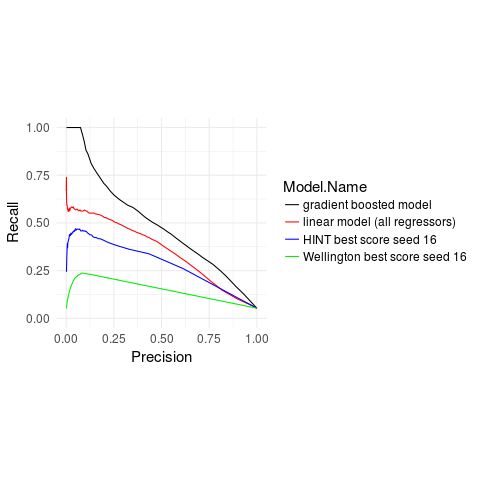 1.00
0.75
0.50
0.25
0.00
Recall
0.00 0.25 0.50 0.75 1.00
Precision
Model.Name
gradient boosted model
linear model (all regressors)
HINT best score seed 16
Wellington best score seed 16